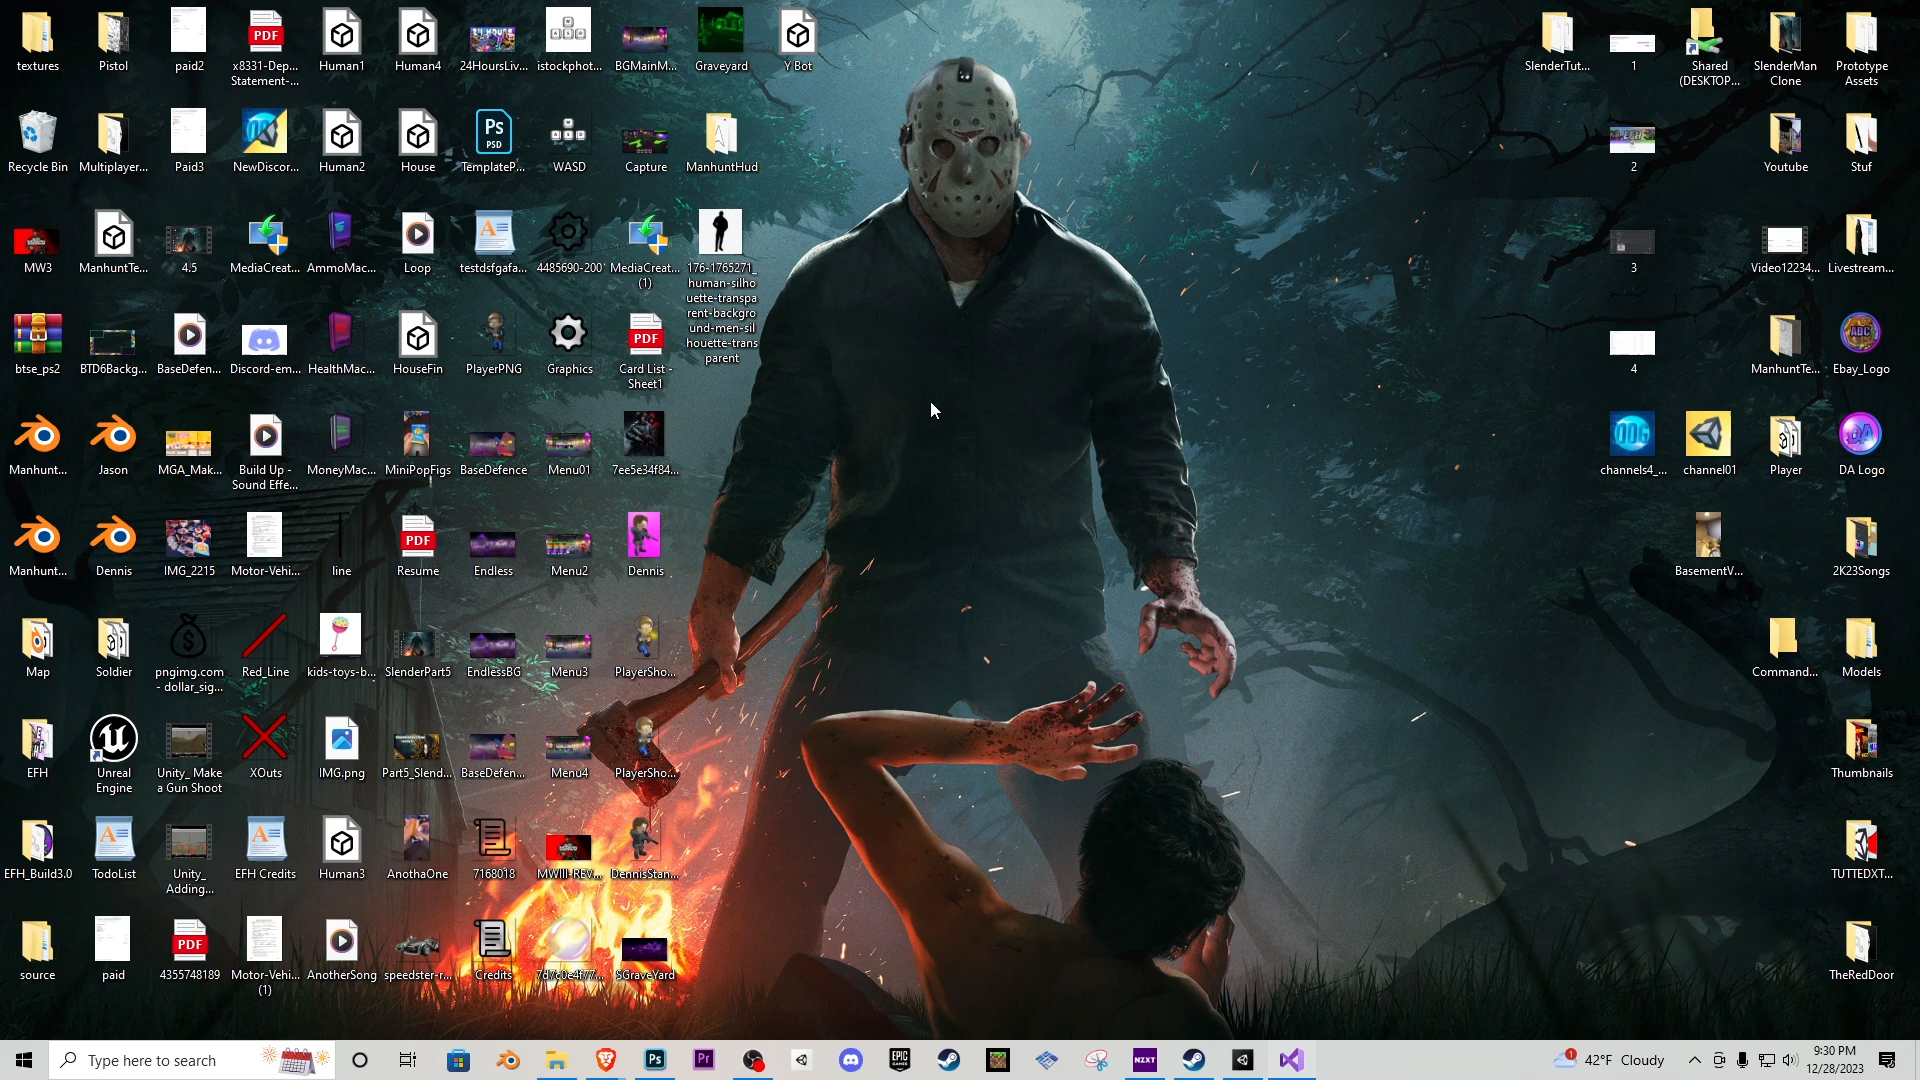 textures
Pistol
paid2
x8331-Dep...
Statement-...
Human1
Human4
24HoursLiv...
istockphot...
BGMainM...
Graveyard
Y Bot
SlenderTut...
1
Shared
(DESKTOP...
SlenderMan
Clone
Prototype
Assets
Recycle Bin
Multiplayer...
Paid3
NewDiscor...
Human2
House
TemplateP...
WASD
Capture
ManhuntHud
2
Youtube
Stuf
MW3
ManhuntTe...
4.5
MediaCreat...
AmmoMac...
Loop
testdsfgafa...
4485690-200
MediaCreat...
(1)
176-1765271_
human-silho
uette-transpa
rent-backgro
und-men-sil
houette-trans
parent
3
Video12234...
Livestream...
btse_ps2
BTD6Backg...
BaseDefen...
Discord-em...
HealthMac...
HouseFin
PlayerPNG
Graphics
Card List -
Sheet1
4
ManhuntTe...
Ebay_Logo
Manhunt...
Jason
MGA_Mak...
Build Up -
Sound Effe...
MoneyMac...
MiniPopFigs
BaseDefence
Menu01
7ee5e34f84...
channels4_...
channel01
Player
DA Logo
Manhunt...
Dennis
IMG_2215
Motor-Vehi...
line
Resume
Endless
Menu2
Dennis
BasementV...
2K23Songs
Map
Soldier
pngimg.com
- dollar_sig...
Red_Line
kids-toys-b...
SlenderPart5
EndlessBG
Menu3
PlayerSho...
Command...
Models
EFH
Unreal
Engine
Unity_ Make
a Gun Shoot
XOuts
IMG.png
Part5_Slend...
BaseDefen...
Menu4
PlayerSho...
Thumbnails
EFH_Build3.0
TodoList
Unity_
Adding...
EFH Credits
Human3
AnothaOne
7168018
MWIII-REV...
DennisStan...
TUTTEDXT...
source
paid
4355748189
Motor-Vehi...
(1)
AnotherSong
speedster-r...
Credits
7d7c0e4f77...
SGraveYard
TheRedDoor
Type here to search
42°F Cloudy
9:30 PM
12/28/2023